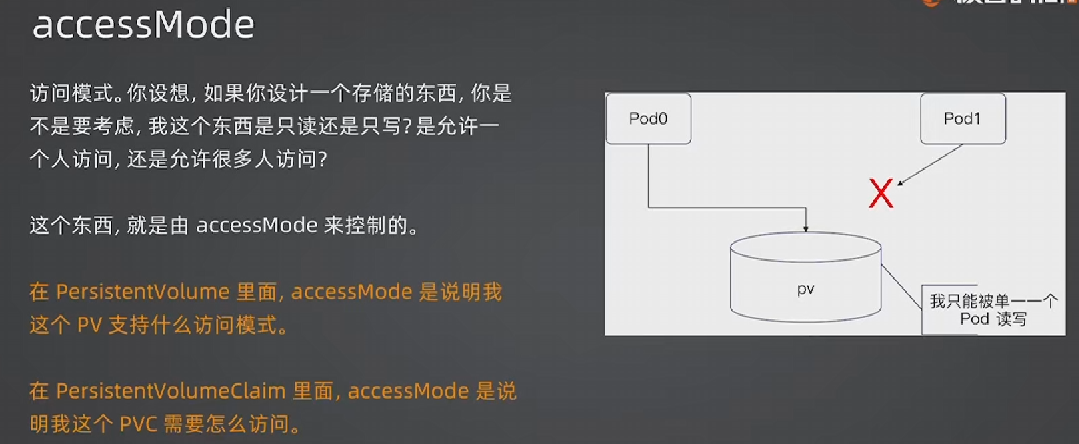 accessMode
访问模式。你设想, 如果你设计一个存储的东西, 你是
不是要考虑, 我这个东西是只读还是只写? 是允许一
个人访问, 还是允许很多人访问?
这个东西, 就是由 accessMode 来控制的。
在 PersistentVolume 里面, accessMode 是说明我
这个 PV 支持什么访问模式。
在 PersistentVolumeClaim 里面, accessMode 是说
明我这个 PVC 需要怎么访问。
Pod0
Pod1
X
pv
我只能被单一一个
Pod 读写